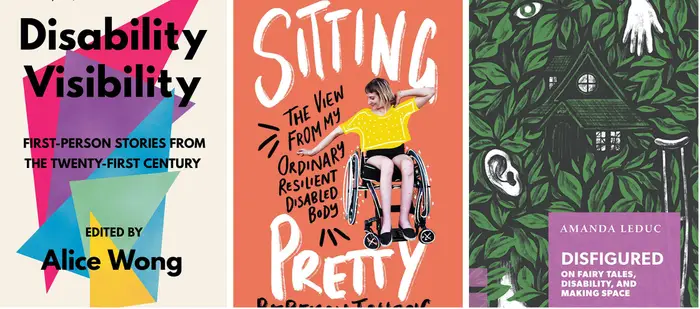 Disability
Visibility
FIRST-PERSON STORIES FROM
THE TWENTY-FIRST CENTURY
EDITED BY
Alice Wong
SITTING
THE VIEW
FROM MY
ORDINARY
RESILIENT
DISABLED
BODY
PRETTY
AMANDA LEDUC
DISFIGURED
ON FAIRY TALES,
DISABILITY, AND
MAKING SPACE